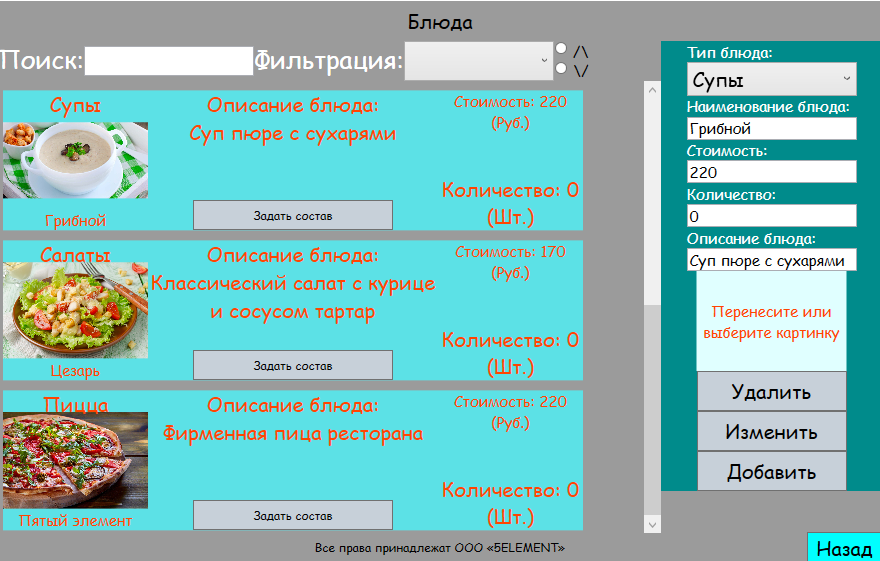 Блюда
Поиск:
Фильтрация:
/\
\/
Супы
Грибной
Описание блюда:
Суп пюре с сухарями
Задать состав
Стоимость: 220
(Руб.)
Количество: 0
(Шт.)
Салаты
Цезарь
Описание блюда:
Классический салат с курице
и сосусом тартар
Задать состав
Стоимость: 170
(Руб.)
Количество: 0
(Шт.)
Пицца
Пятый элемент
Описание блюда:
Фирменная пица ресторана
Задать состав
Стоимость: 220
(Руб.)
Количество: 0
(Шт.)
Тип блюда:
Супы
Наименование блюда:
Грибной
Стоимость:
220
Количество:
0
Описание блюда:
Суп пюре с сухарями
Перенесите или
выберите картинку
Удалить
Изменить
Добавить
Все права принадлежат ООО «5ELEMENT»
Назад